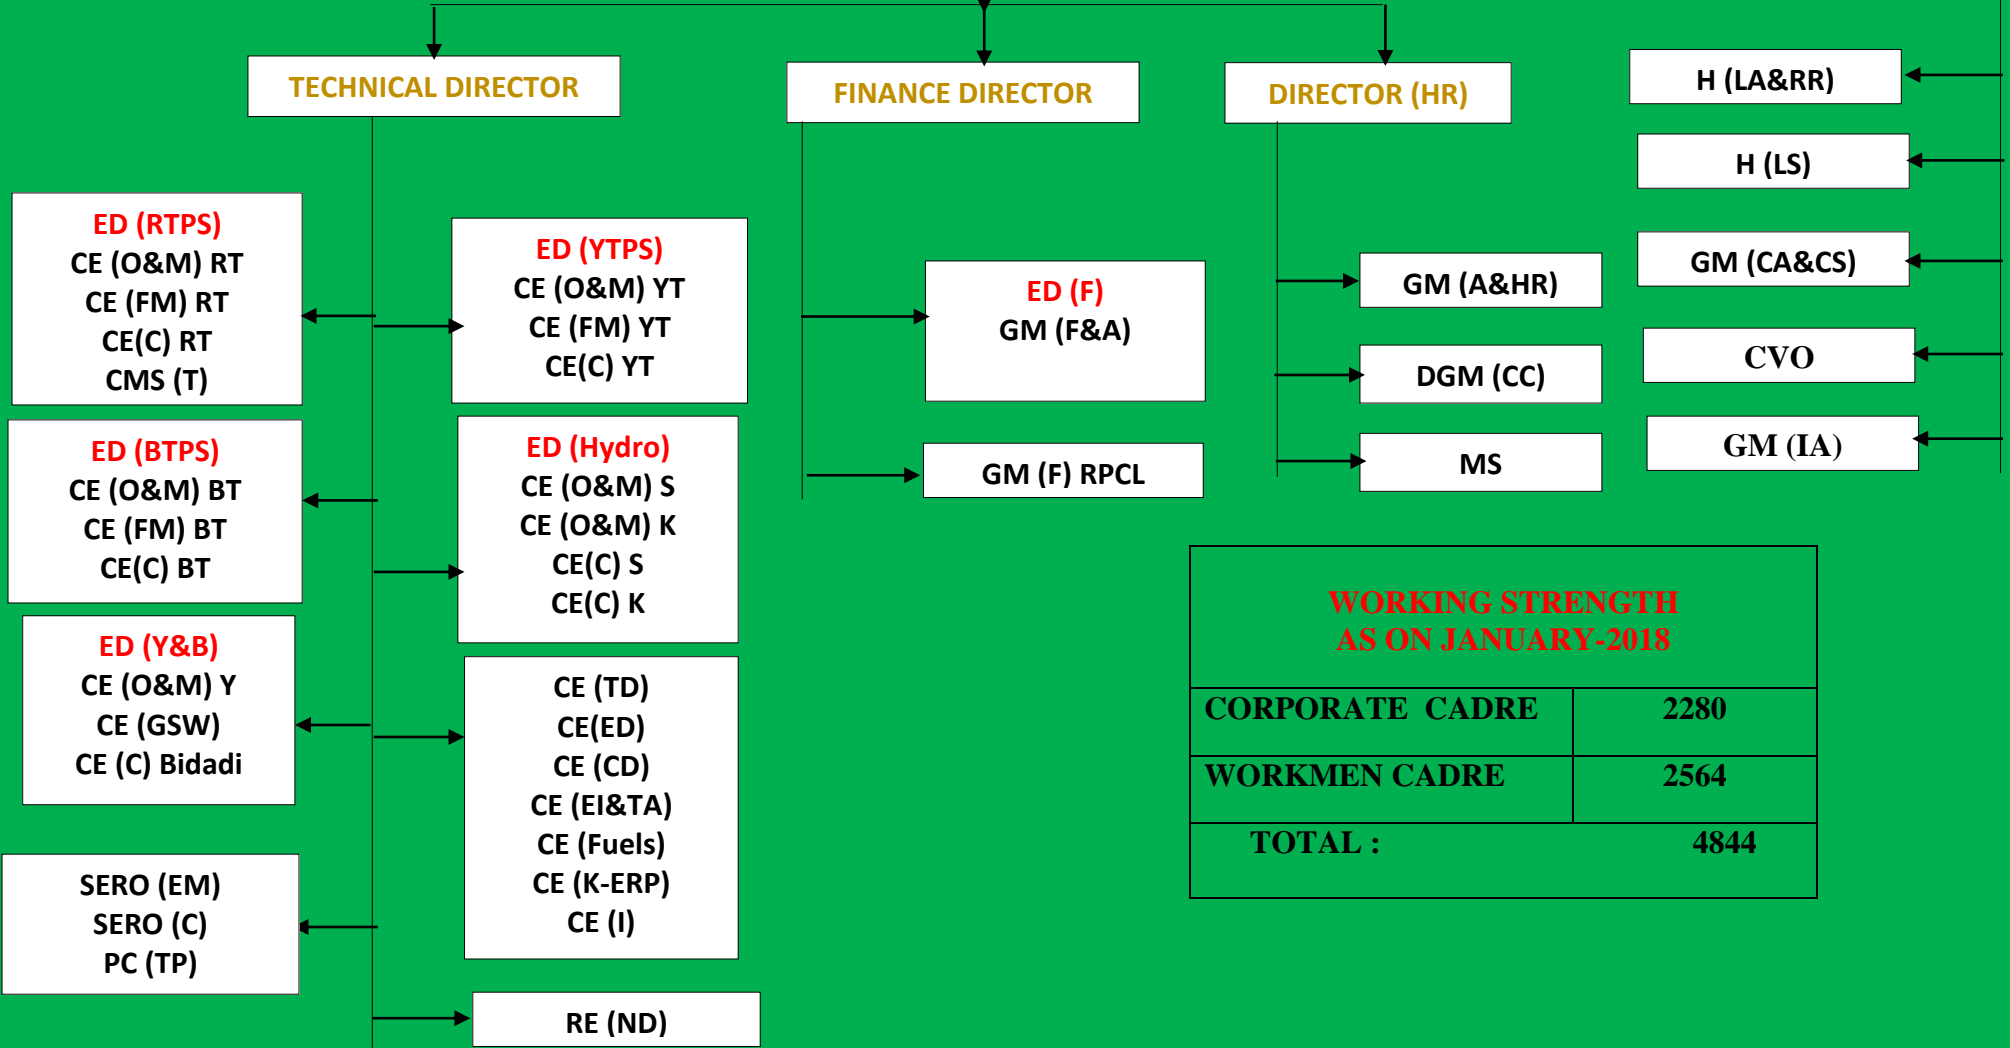 TECHNICAL DIRECTOR
ED (RTPS)
CE (O&M) RT
CE (FM) RT
CE(C) RT
CMS (T)
ED (BTPS)
CE (O&M) BT
CE (FM) BT
CE(C) BT
ED (Y&B)
CE (O&M) Y
CE (GSW)
CE (C) Bidadi
SERO (EM)
SERO (C)
PC (TP)
ED (YTPS)
CE (O&M) YT
CE (FM) YT
CE(C) YT
ED (Hydro)
CE (O&M) S
CE (O&M) K
CE(C) S
CE(C) K
CE (TD)
CE(ED)
CE (CD)
CE (EI&TA)
CE (Fuels)
CE (K-ERP)
CE (I)
RE (ND)
FINANCE DIRECTOR
ED (F)
GM (F&A)
GM (F) RPCL
DIRECTOR (HR)
GM (A&HR)
DGM (CC)
MS
H (LA&RR)
H (LS)
GM (CA&CS)
CVO
GM (IA)
WORKING STRENGTH
AS ON JANUARY-2018
CORPORATE CADRE 2280
WORKMEN CADRE 2564
TOTAL : 4844